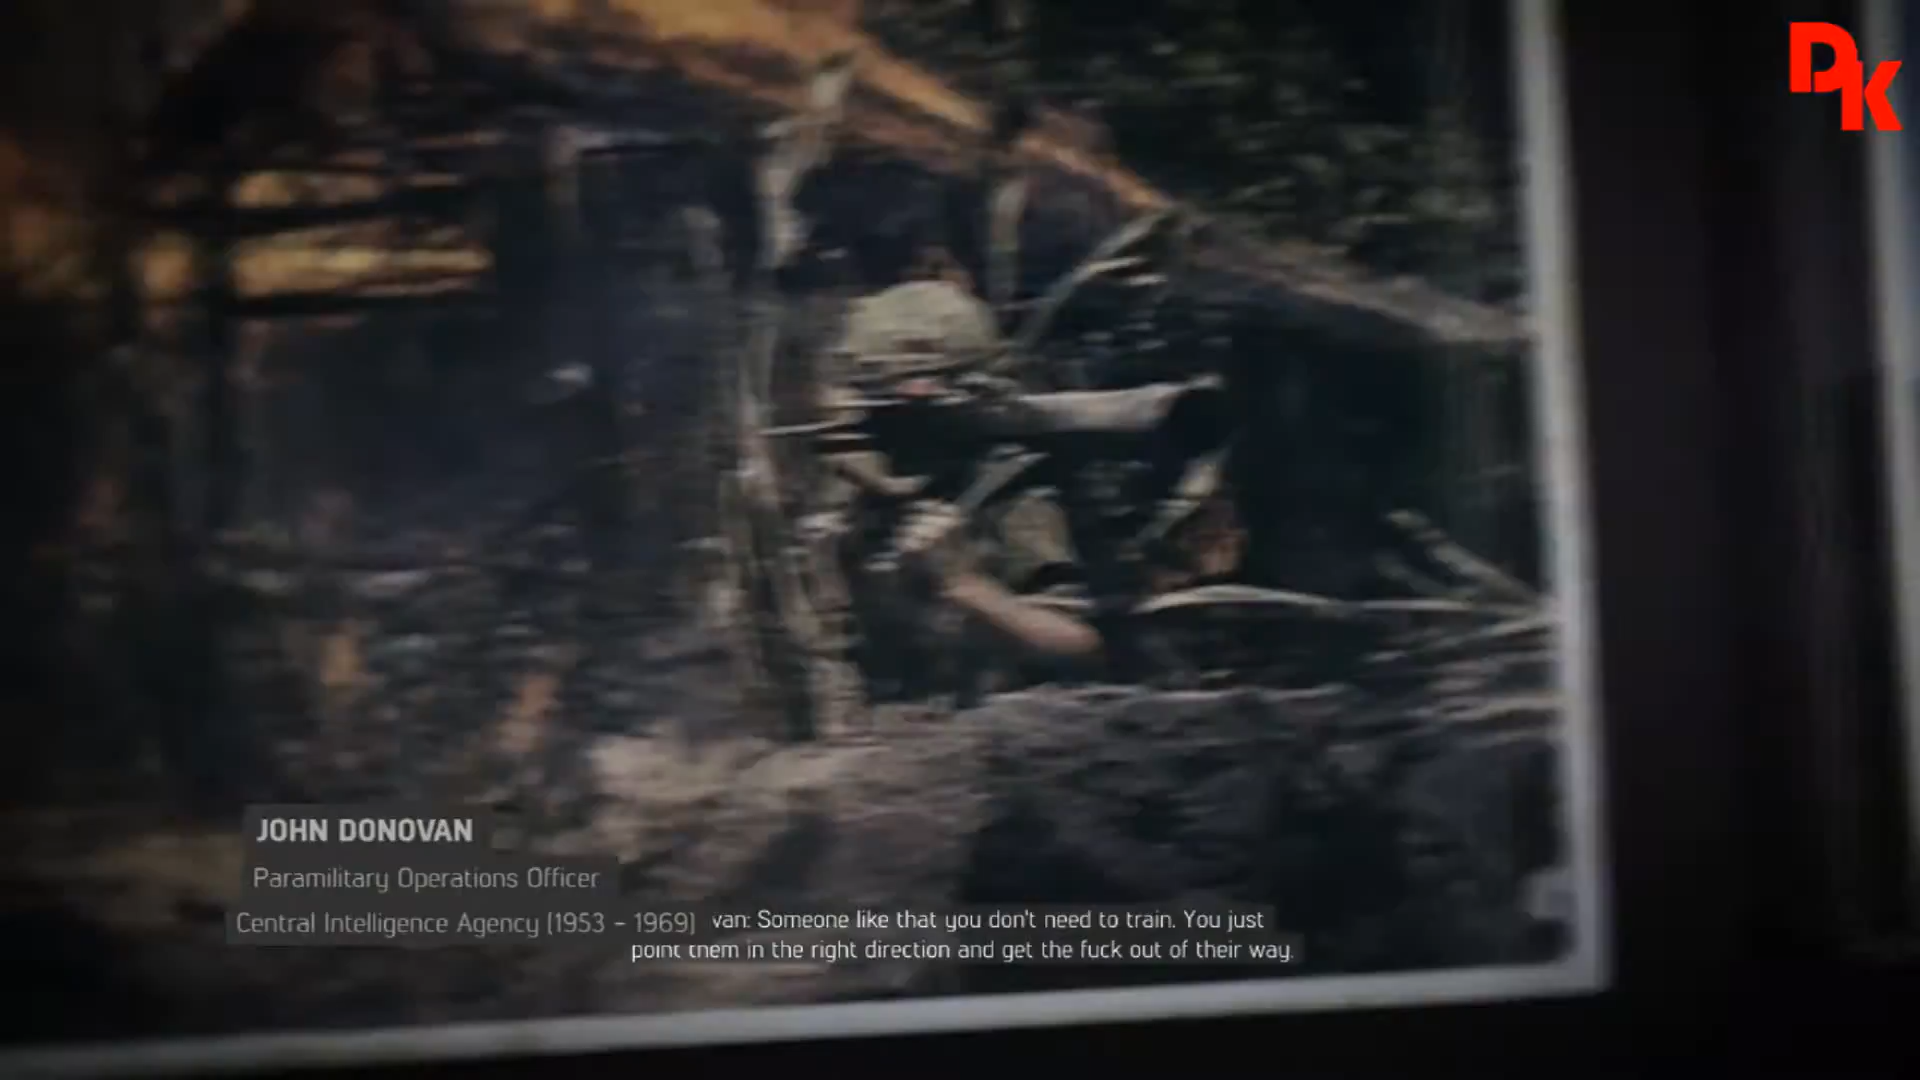 DK
JOHN DONOVAN
Paramilitary Operations Officer
Central Intelligence Agency (1953 - 1969)
van: Someone like that you don't need to train. You just
point them in the right direction and get the fuck out of their way.